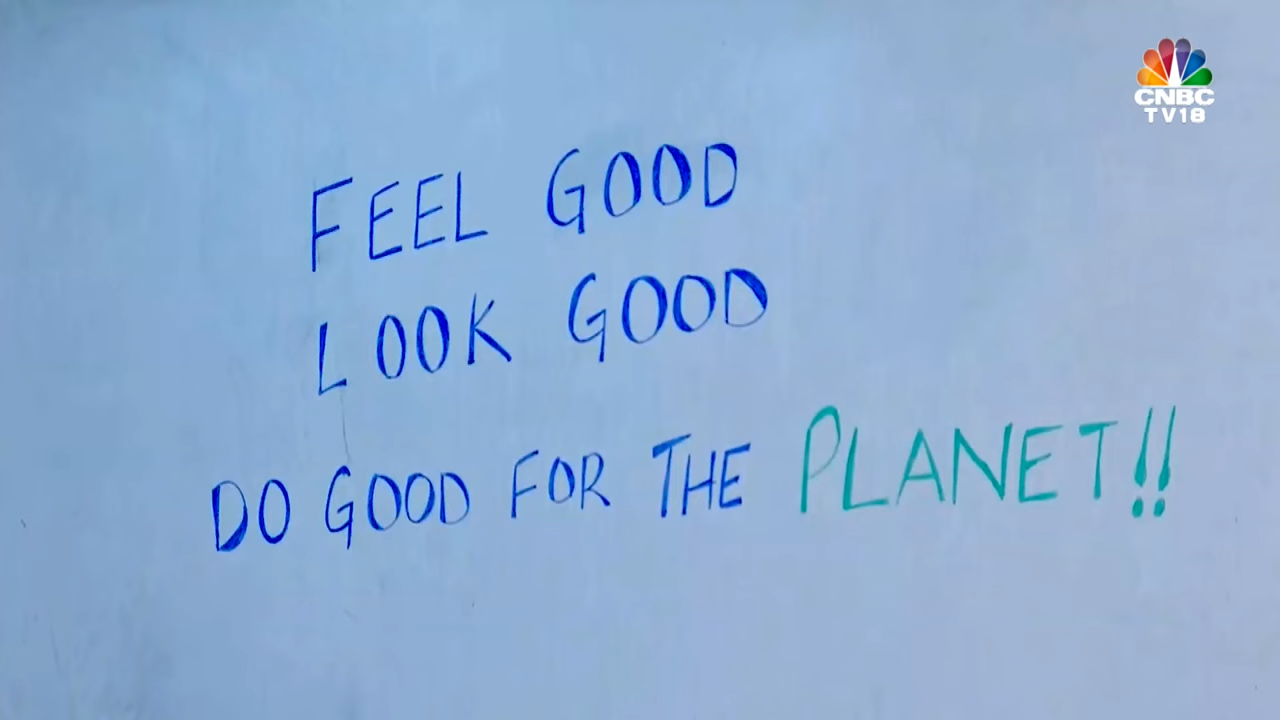 CNBC
TV18
FEEL GOOD
LOOK GOOD
DO GOOD FOR THE PLANET!!